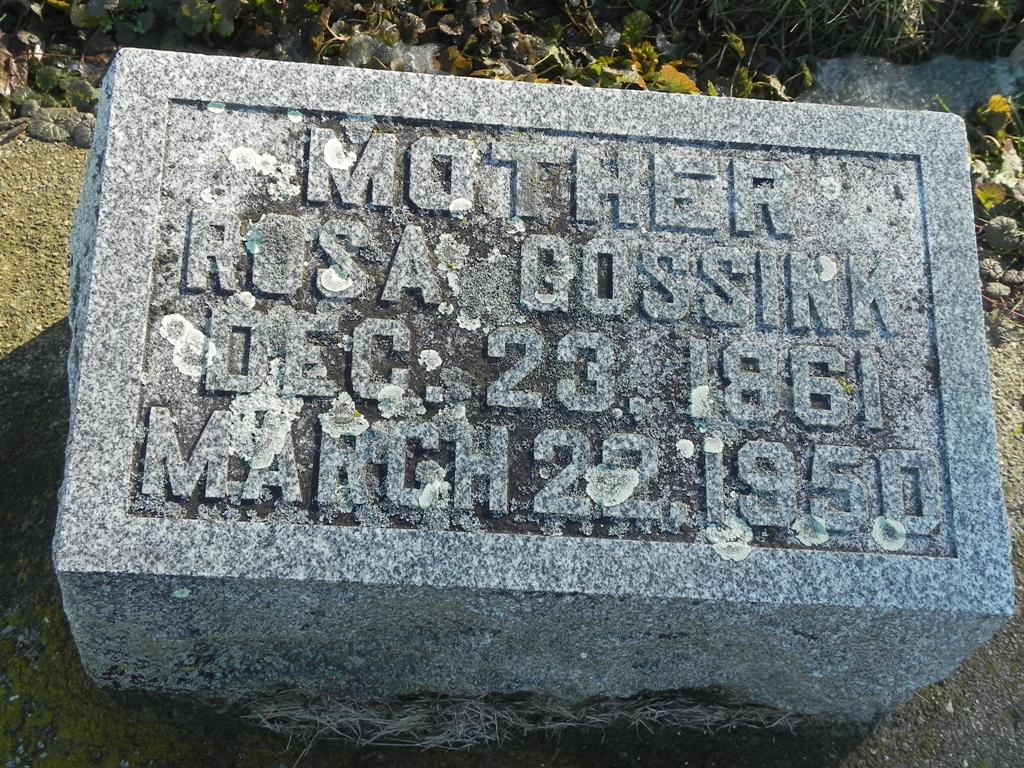 MOTHER
ROSA GOSSINK
DEC. 23. 1861
MARCH 22. 1950